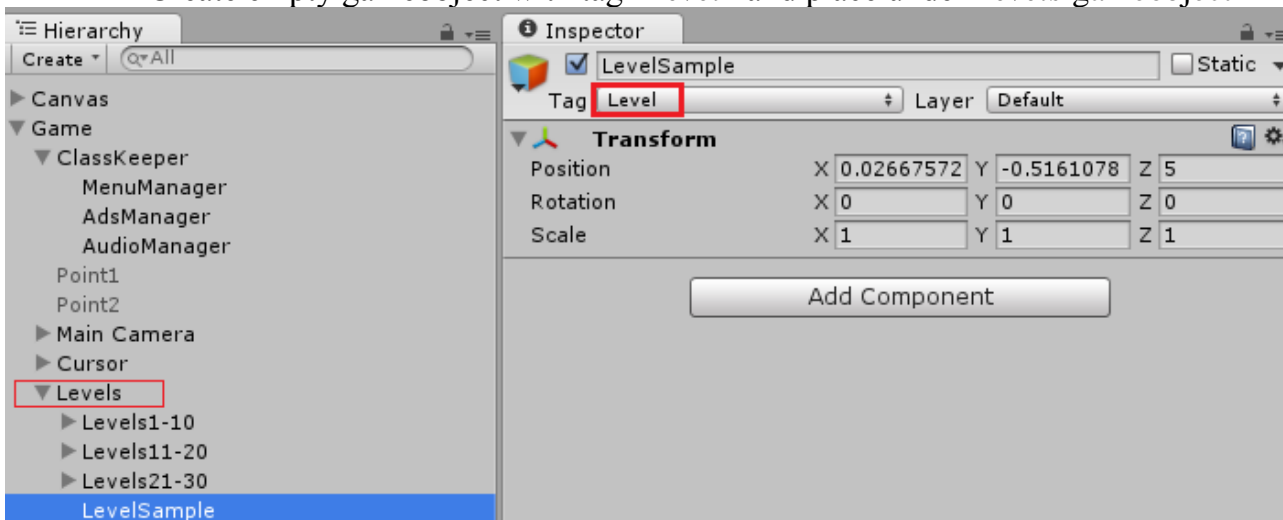 Hierarchy
Create
All
Canvas
Game
ClassKeeper
MenuManager
AdsManager
AudioManager
Point1
Point2
Main Camera
Cursor
Levels
Levels1-10
Levels11-20
Levels21-30
LevelSample
Inspector
LevelSample Static
Tag Level Layer Default
Transform
Position X 0.02667572 Y -0.5161078 Z 5
Rotation X 0 Y 0 Z 0
Scale X 1 Y 1 Z 1
Add Component